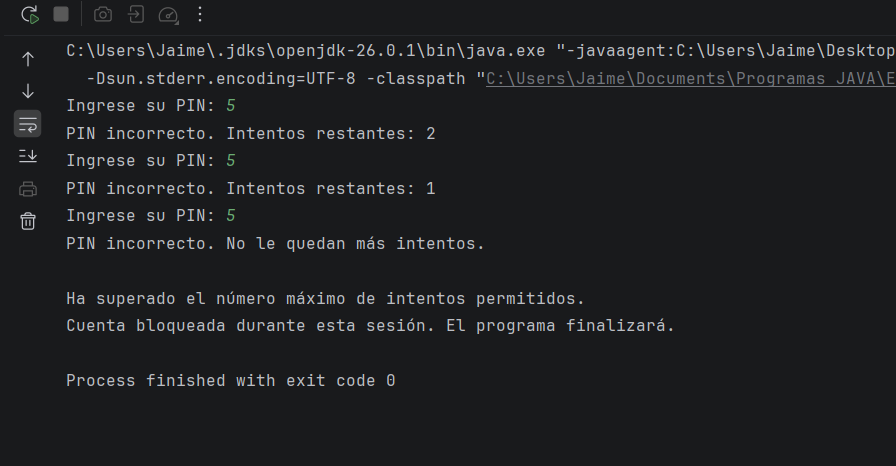 C:\Users\Jaime\.jdks\openjdk-26.0.1\bin\java.exe "-javaagent:C:\Users\Jaime\Desktop
-Dsun.stderr.encoding=UTF-8 -classpath "C:\Users\Jaime\Documents\Programas JAVA\E
Ingrese su PIN: 5
PIN incorrecto. Intentos restantes: 2
Ingrese su PIN: 5
PIN incorrecto. Intentos restantes: 1
Ingrese su PIN: 5
PIN incorrecto. No le quedan más intentos.
Ha superado el número máximo de intentos permitidos.
Cuenta bloqueada durante esta sesión. El programa finalizará.
Process finished with exit code 0